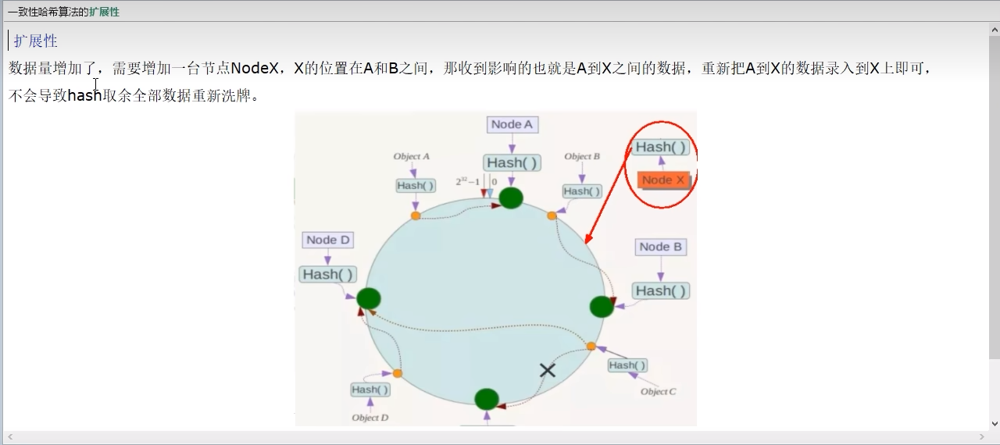 一致性哈希算法的扩展性
扩展性
数据量增加了，需要增加一台节点NodeX，X的位置在A和B之间，那收到影响的也就是A到X之间的数据，重新把A到X的数据录入到X上即可，
不会导致hash取余全部数据重新洗牌。
Node A
Object A
Hash( )
Object B
Hash( )
Node X
Hash( )
2³²−1
0
Hash( )
Node D
Node B
Hash( )
Hash( )
Hash( )
Hash( )
Object C
Object D